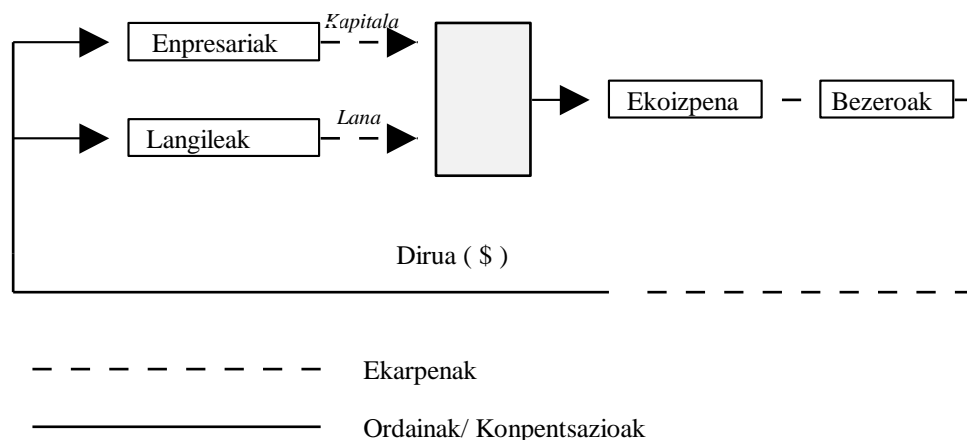 Kapitala
Enpresariak
Ekoizpena
Bezeroak
Lana
Langileak
Dirua ( $ )
Ekarpenak
Ordainak/ Konpentsazioak